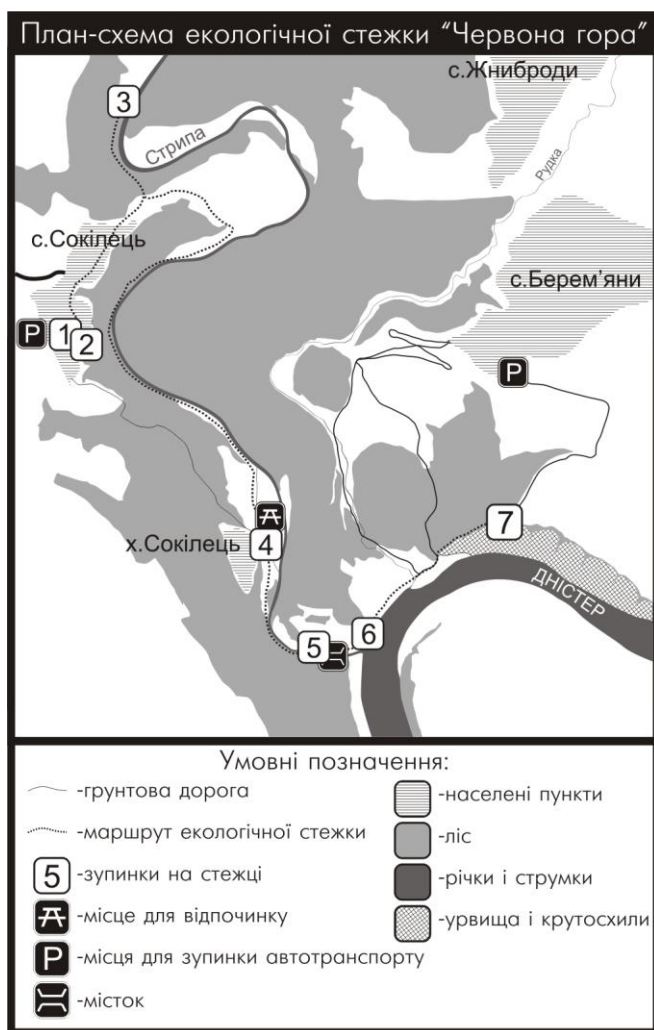 План-схема екологічної стежки “Червона гора”
с.Жниброди
3
Стрипа
Рудка
с.Сокілець
с.Берем’яни
P 1 2
P
7
х.Сокілець 4
ДНІСТЕР
5 6
Умовні позначення:
-грунтова дорога
-маршрут екологічної стежки
5 -зупинки на стежці
-місце для відпочинку
P -місця для зупинки автотранспорту
-місток
-населені пункти
-ліс
-річки і струмки
-урвища і крутосхили